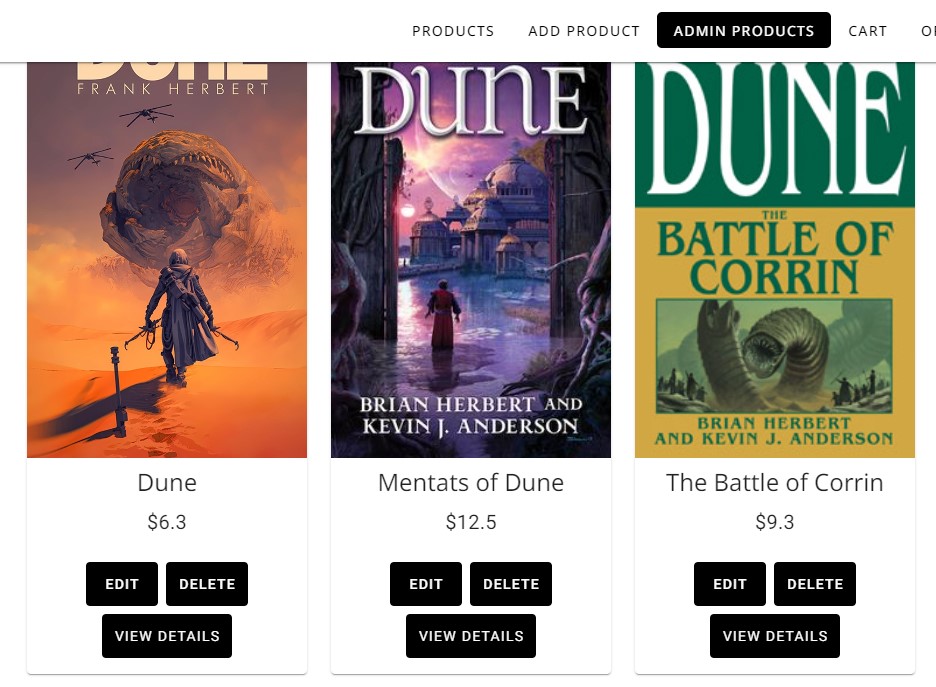 PRODUCTS ADD PRODUCT ADMIN PRODUCTS CART
DUNE
FRANK HERBERT
DUNE
BRIAN HERBERT AND
KEVIN J. ANDERSON
DUNE
THE
BATTLE OF
CORRIN
BRIAN HERBERT
AND KEVIN J. ANDERSON
Dune
$6.3
EDIT DELETE
VIEW DETAILS
Mentats of Dune
$12.5
EDIT DELETE
VIEW DETAILS
The Battle of Corrin
$9.3
EDIT DELETE
VIEW DETAILS